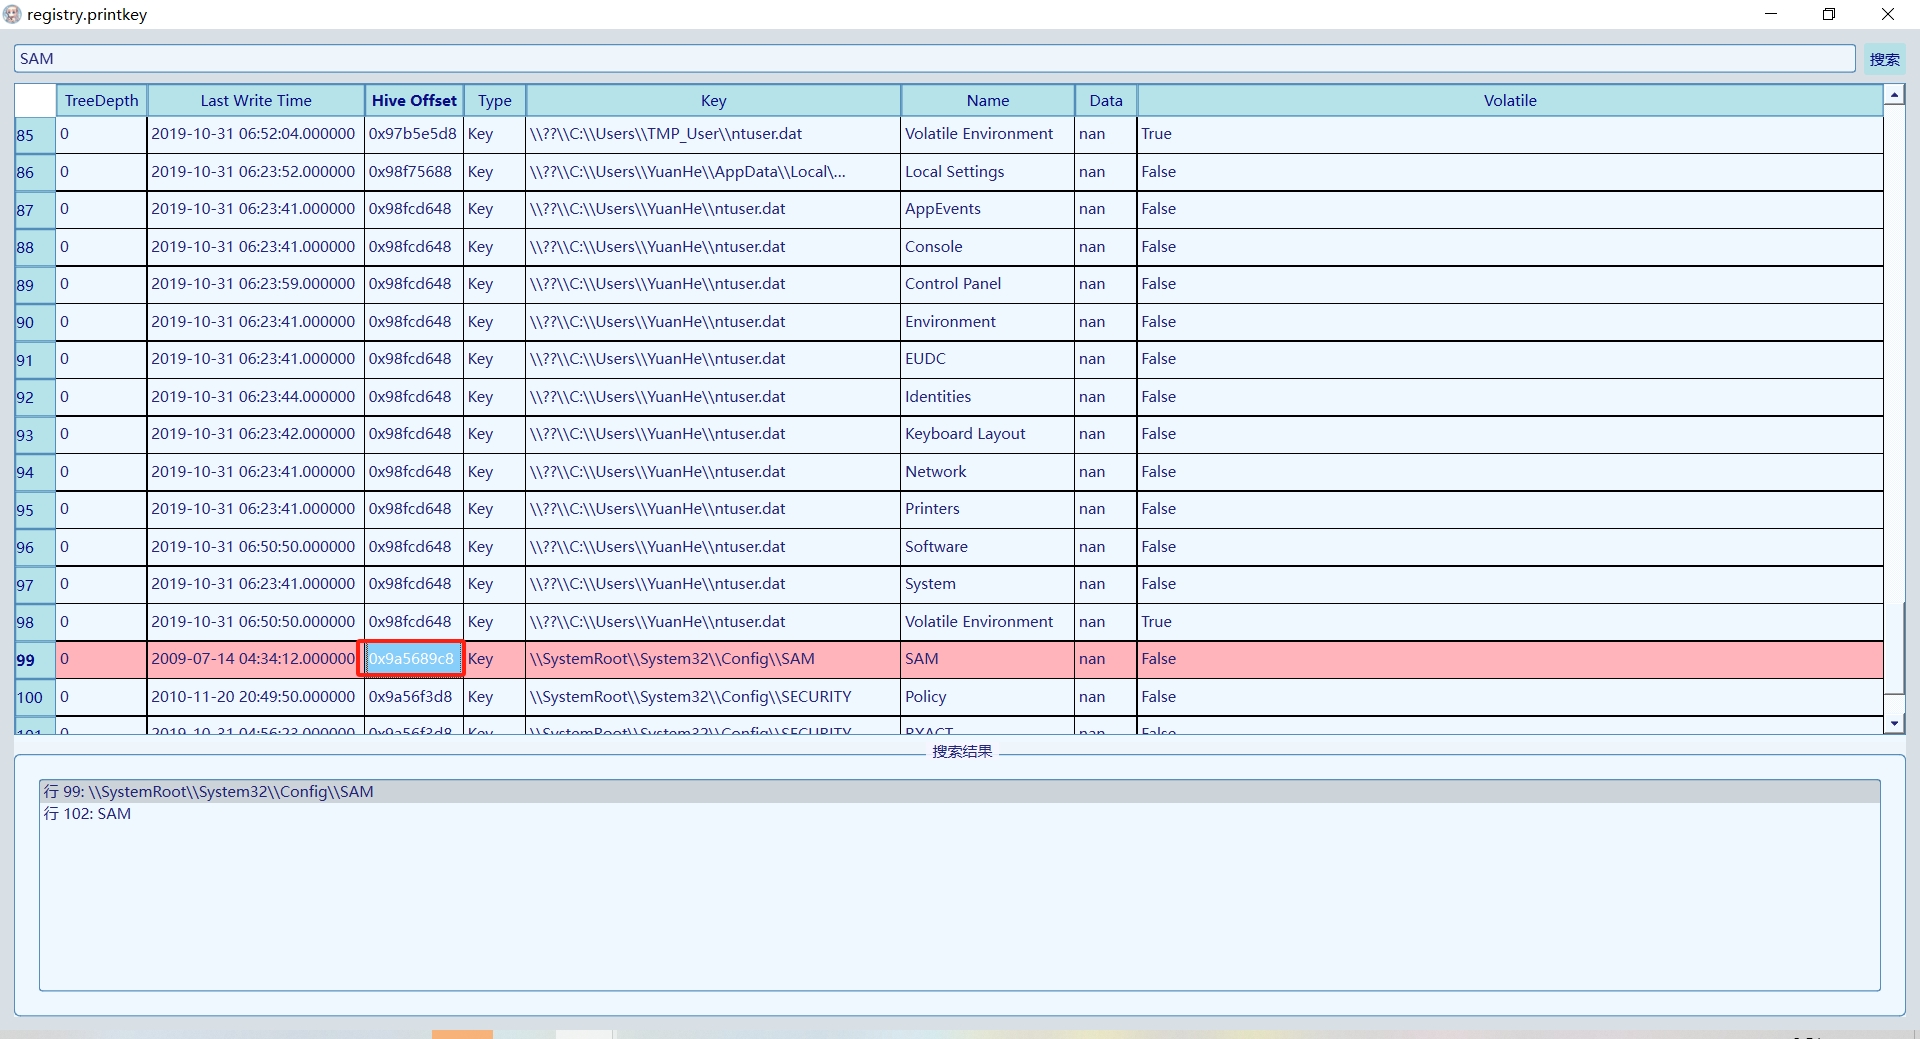 registry.printkey
SAM
搜索
TreeDepth Last Write Time Hive Offset Type Key Name Data Volatile
85 0 2019-10-31 06:52:04.000000 0x97b5e5d8 Key \\??\\C:\\Users\\TMP_User\\ntuser.dat Volatile Environment nan True
86 0 2019-10-31 06:23:52.000000 0x98f75688 Key \\??\\C:\\Users\\YuanHe\\AppData\\Local\... Local Settings nan False
87 0 2019-10-31 06:23:41.000000 0x98fcd648 Key \\??\\C:\\Users\\YuanHe\\ntuser.dat AppEvents nan False
88 0 2019-10-31 06:23:41.000000 0x98fcd648 Key \\??\\C:\\Users\\YuanHe\\ntuser.dat Console nan False
89 0 2019-10-31 06:23:59.000000 0x98fcd648 Key \\??\\C:\\Users\\YuanHe\\ntuser.dat Control Panel nan False
90 0 2019-10-31 06:23:41.000000 0x98fcd648 Key \\??\\C:\\Users\\YuanHe\\ntuser.dat Environment nan False
91 0 2019-10-31 06:23:41.000000 0x98fcd648 Key \\??\\C:\\Users\\YuanHe\\ntuser.dat EUDC nan False
92 0 2019-10-31 06:23:44.000000 0x98fcd648 Key \\??\\C:\\Users\\YuanHe\\ntuser.dat Identities nan False
93 0 2019-10-31 06:23:42.000000 0x98fcd648 Key \\??\\C:\\Users\\YuanHe\\ntuser.dat Keyboard Layout nan False
94 0 2019-10-31 06:23:41.000000 0x98fcd648 Key \\??\\C:\\Users\\YuanHe\\ntuser.dat Network nan False
95 0 2019-10-31 06:23:41.000000 0x98fcd648 Key \\??\\C:\\Users\\YuanHe\\ntuser.dat Printers nan False
96 0 2019-10-31 06:50:50.000000 0x98fcd648 Key \\??\\C:\\Users\\YuanHe\\ntuser.dat Software nan False
97 0 2019-10-31 06:23:41.000000 0x98fcd648 Key \\??\\C:\\Users\\YuanHe\\ntuser.dat System nan False
98 0 2019-10-31 06:50:50.000000 0x98fcd648 Key \\??\\C:\\Users\\YuanHe\\ntuser.dat Volatile Environment nan True
99 0 2009-07-14 04:34:12.000000 0x9a5689c8 Key \\SystemRoot\\System32\\Config\\SAM SAM nan False
100 0 2010-11-20 20:49:50.000000 0x9a56f3d8 Key \\SystemRoot\\System32\\Config\\SECURITY Policy nan False
101 0 2019-10-31 04:56:23.000000 0x9a56f3d8 Key \\SystemRoot\\System32\\Config\\SECURITY RXACT nan False
搜索结果
行 99: \\SystemRoot\\System32\\Config\\SAM
行 102: SAM